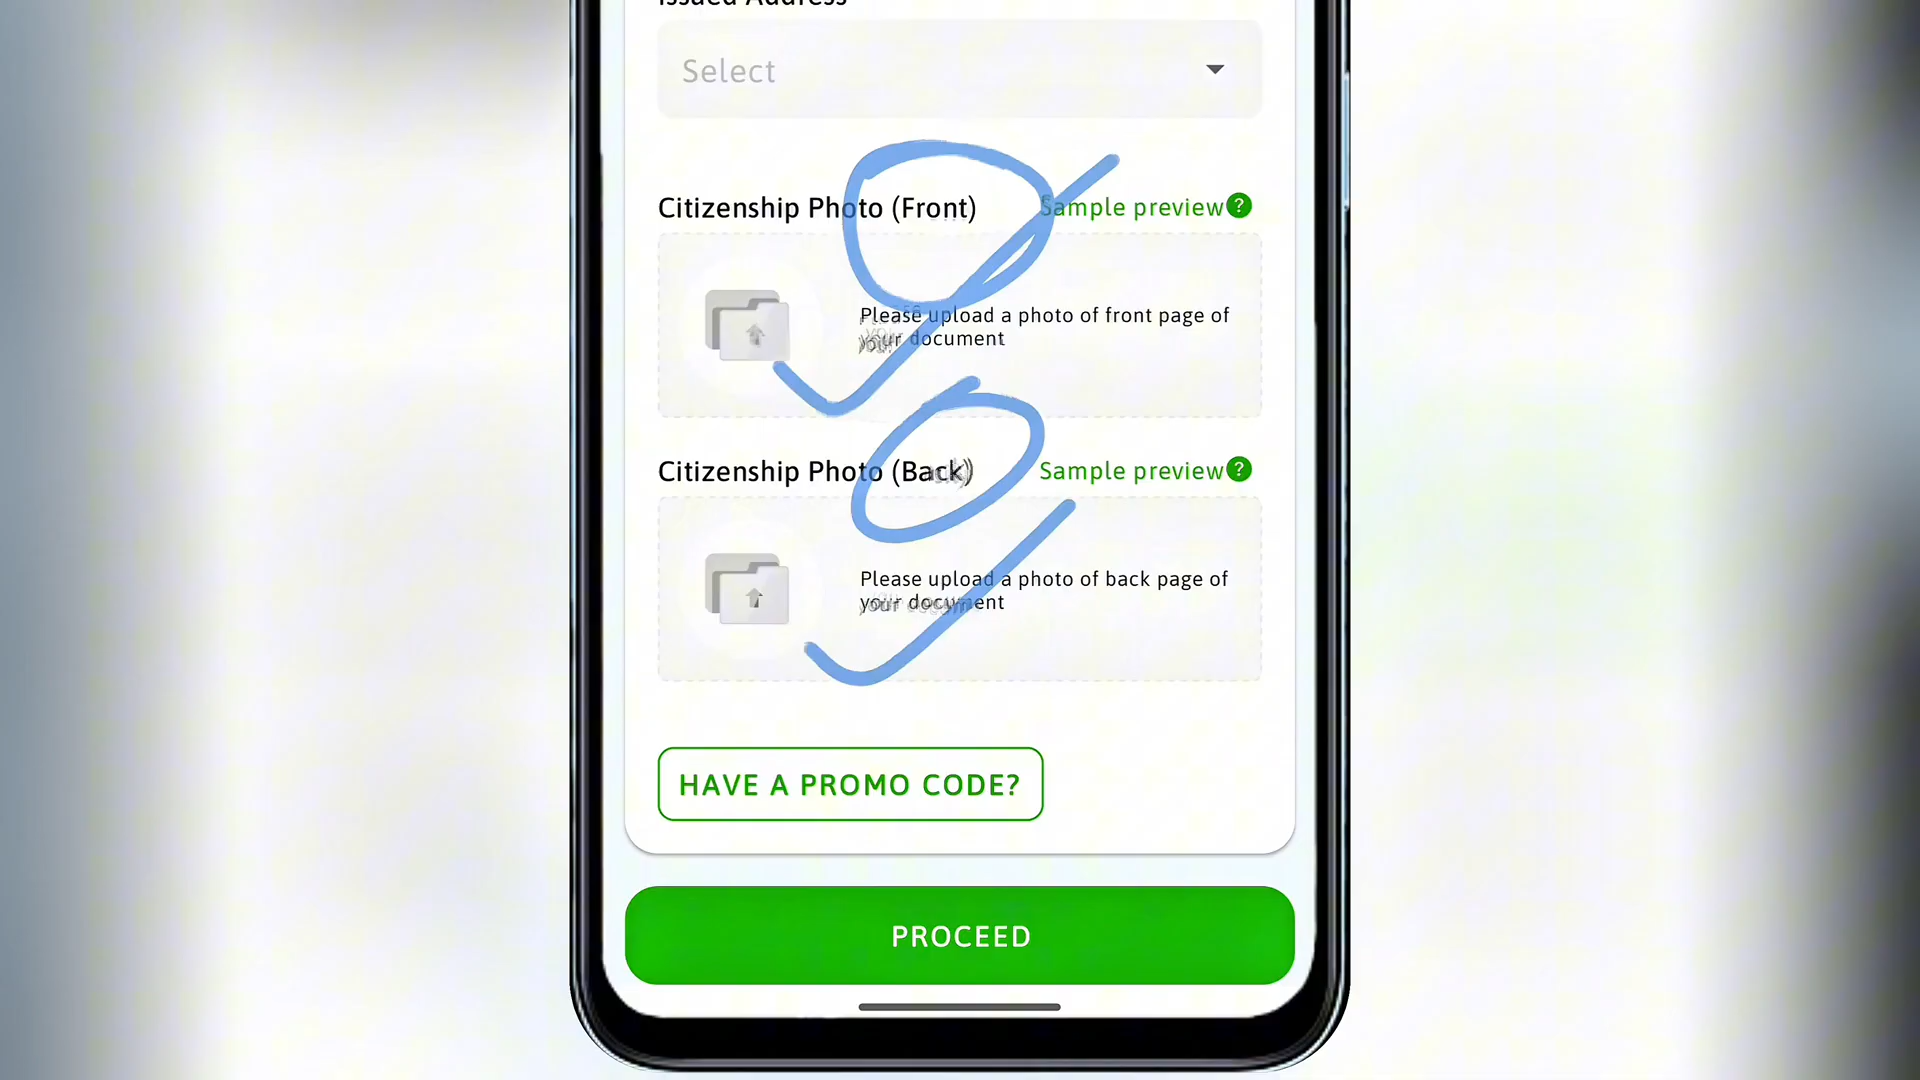 Issued Address
Select
Citizenship Photo (Front)
Sample preview?
Please upload a photo of front page of
your document
Citizenship Photo (Back)
Sample preview?
Please upload a photo of back page of
your document
HAVE A PROMO CODE?
PROCEED